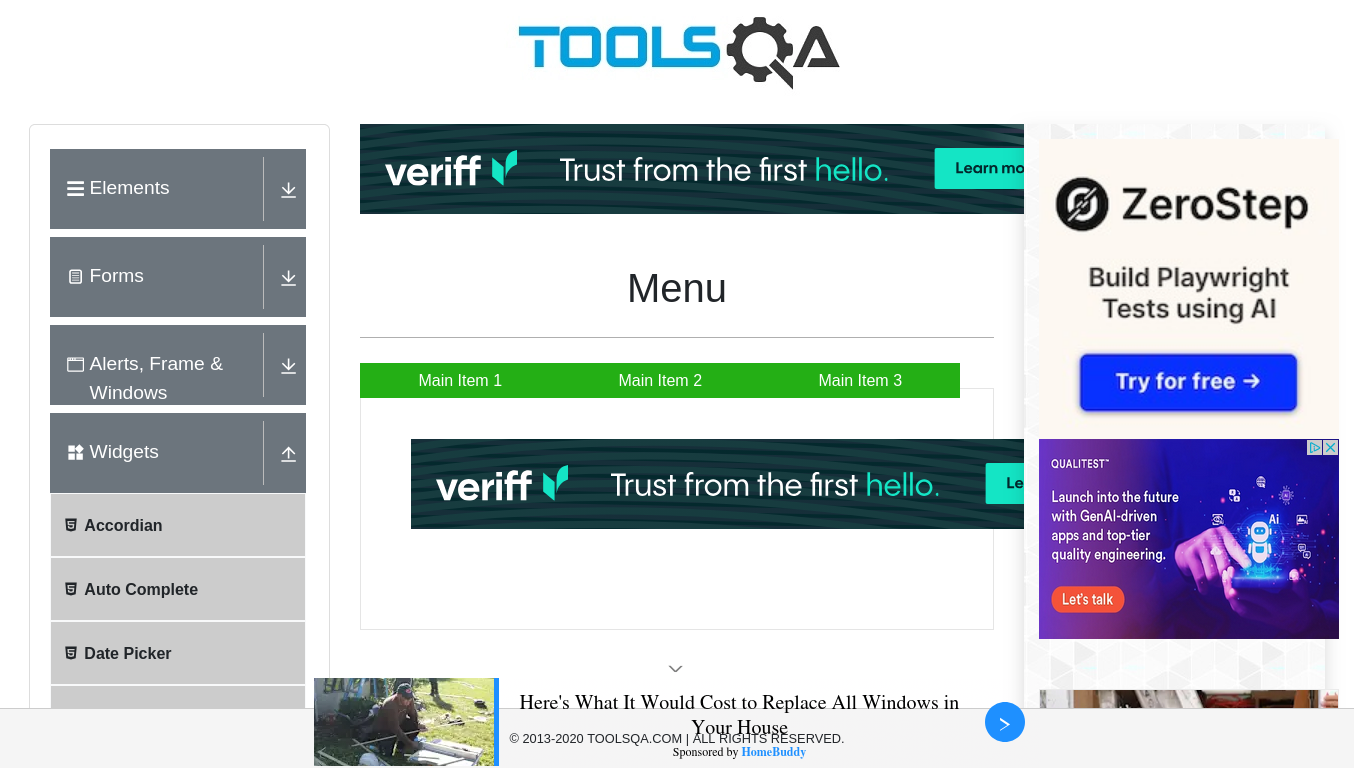 TOOLSQA
Elements
Forms
Alerts, Frame &
Windows
Widgets
Accordian
Auto Complete
Date Picker
veriff
Trust from the first hello.
Learn mo
Menu
Main Item 1
Main Item 2
Main Item 3
veriff
Trust from the first hello.
Le
ZeroStep
Build Playwright
Tests using AI
Try for free →
QUALITEST™
Launch into the future
with GenAI-driven
apps and top-tier
quality engineering.
Let's talk
Ai
Here's What It Would Cost to Replace All Windows in
Your House
© 2013-2020 TOOLSQA.COM | ALL RIGHTS RESERVED.
Sponsored by HomeBuddy